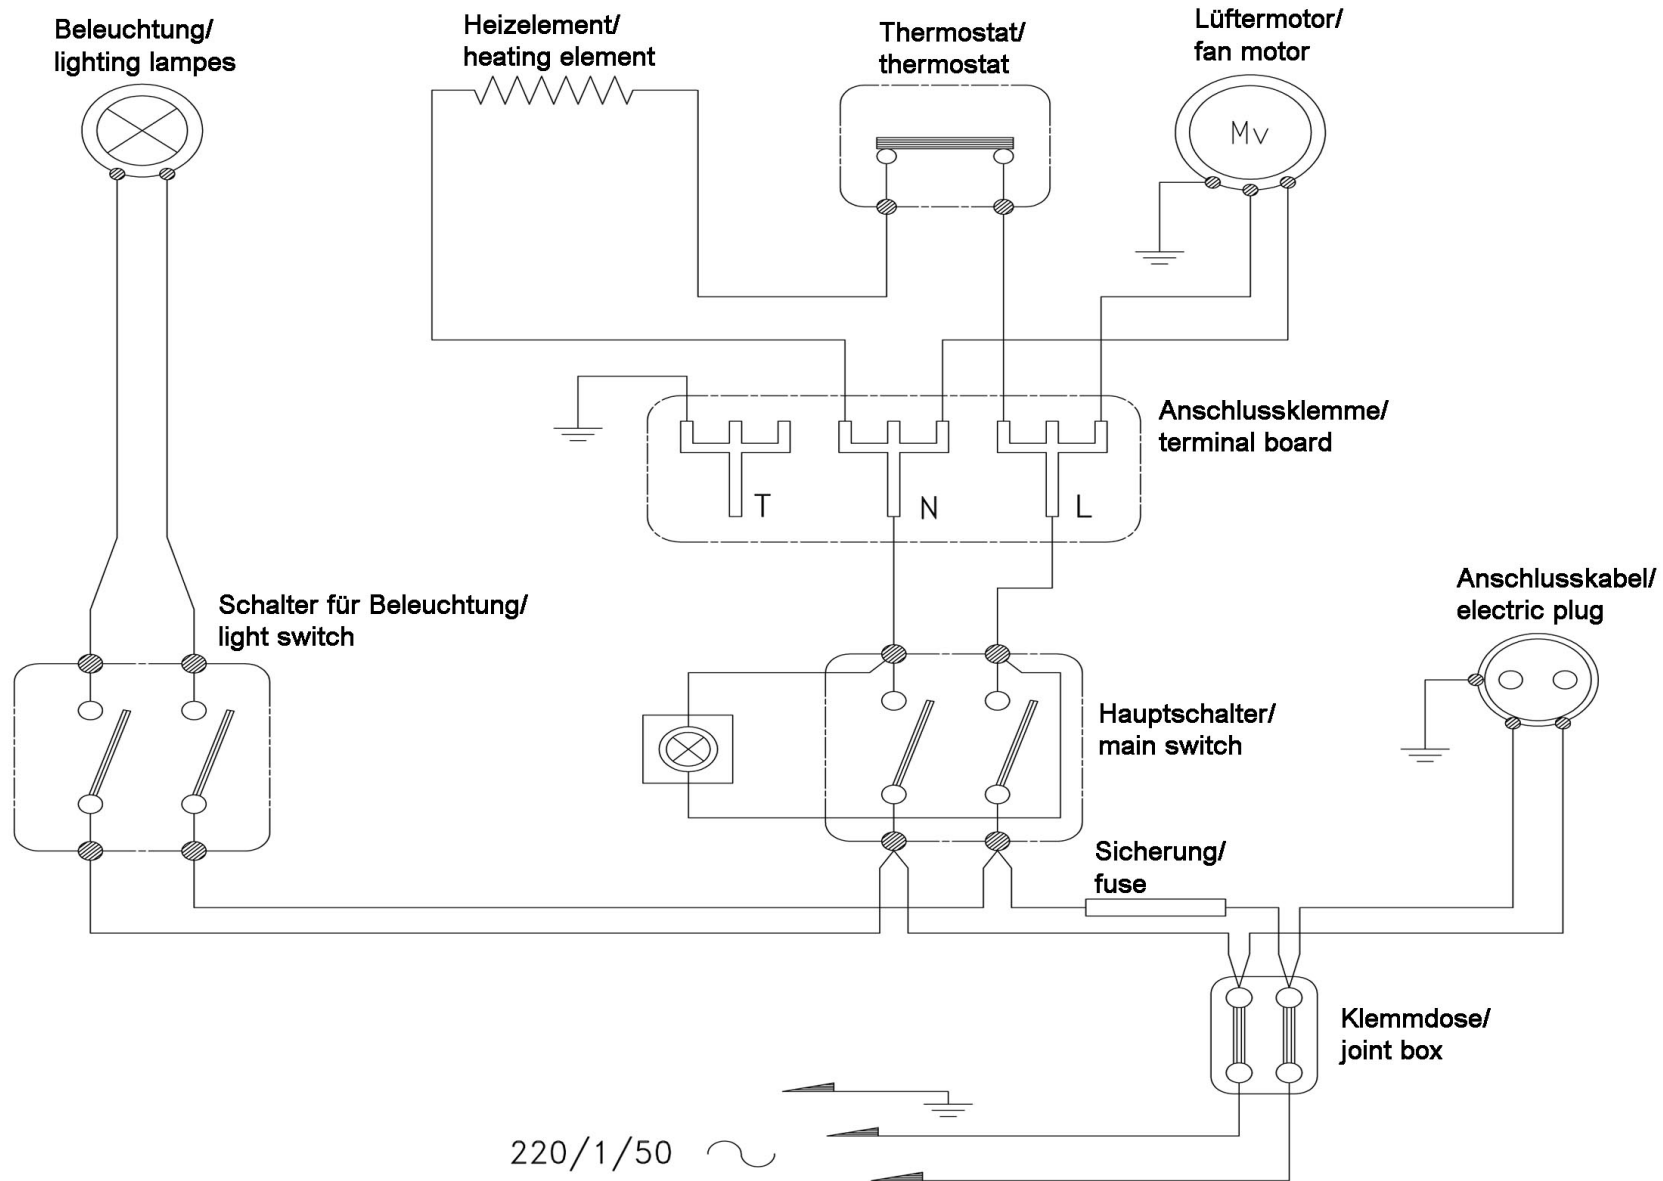 Beleuchtung/
lighting lampes
Heizelement/
heating element
Thermostat/
thermostat
Lüftermotor/
fan motor
Mv
Anschlussklemme/
terminal board
T
N
L
Schalter für Beleuchtung/
light switch
Anschlusskabel/
electric plug
Hauptschalter/
main switch
Sicherung/
fuse
Klemmdose/
joint box
220/1/50